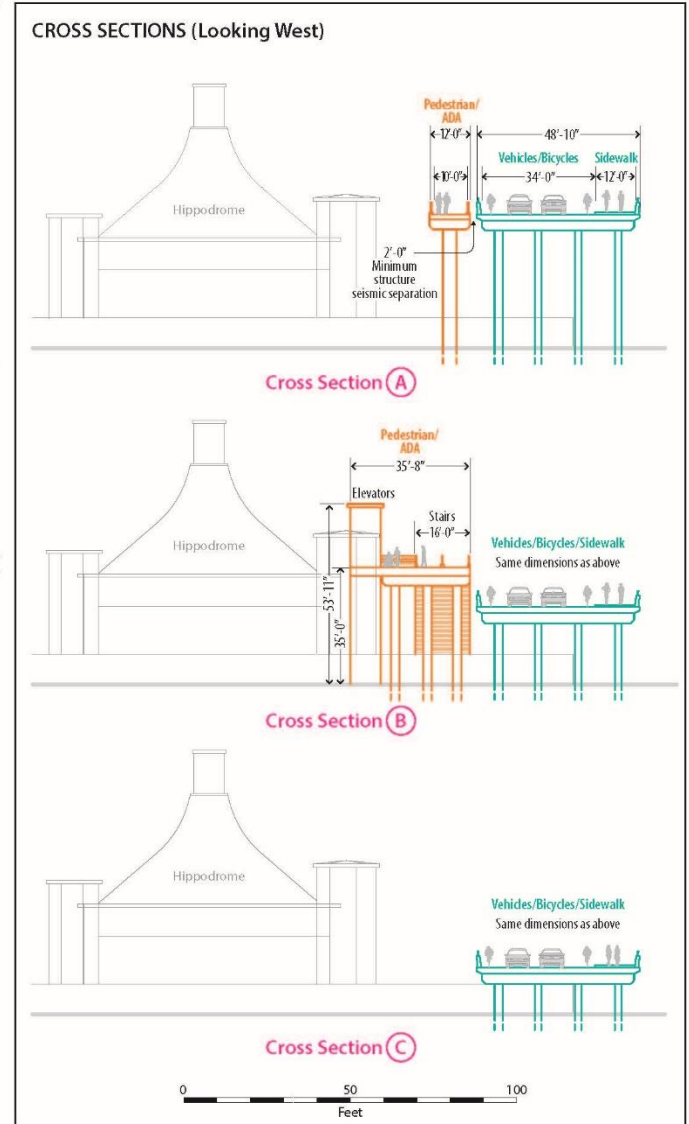 CROSS SECTIONS (Looking West)
Pedestrian/
ADA
12'-0"
48'-10"
Vehicles/Bicycles
Sidewalk
10'-0"
34'-0"
12'-0"
Hippodrome
2'-0"
Minimum
structure
seismic separation
Cross Section A
Pedestrian/
ADA
35'-8"
Elevators
Stairs
16'-0"
Hippodrome
Vehicles/Bicycles/Sidewalk
Same dimensions as above
53'-11"
35'-0"
Cross Section B
Hippodrome
Vehicles/Bicycles/Sidewalk
Same dimensions as above
Cross Section C
0 50 100
Feet